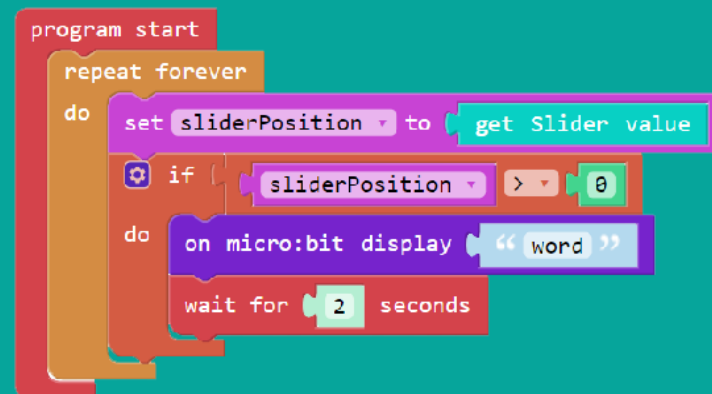 program start
repeat forever
do set sliderPosition to get Slider value
if sliderPosition > 0
do on micro:bit display “ word ”
wait for 2 seconds